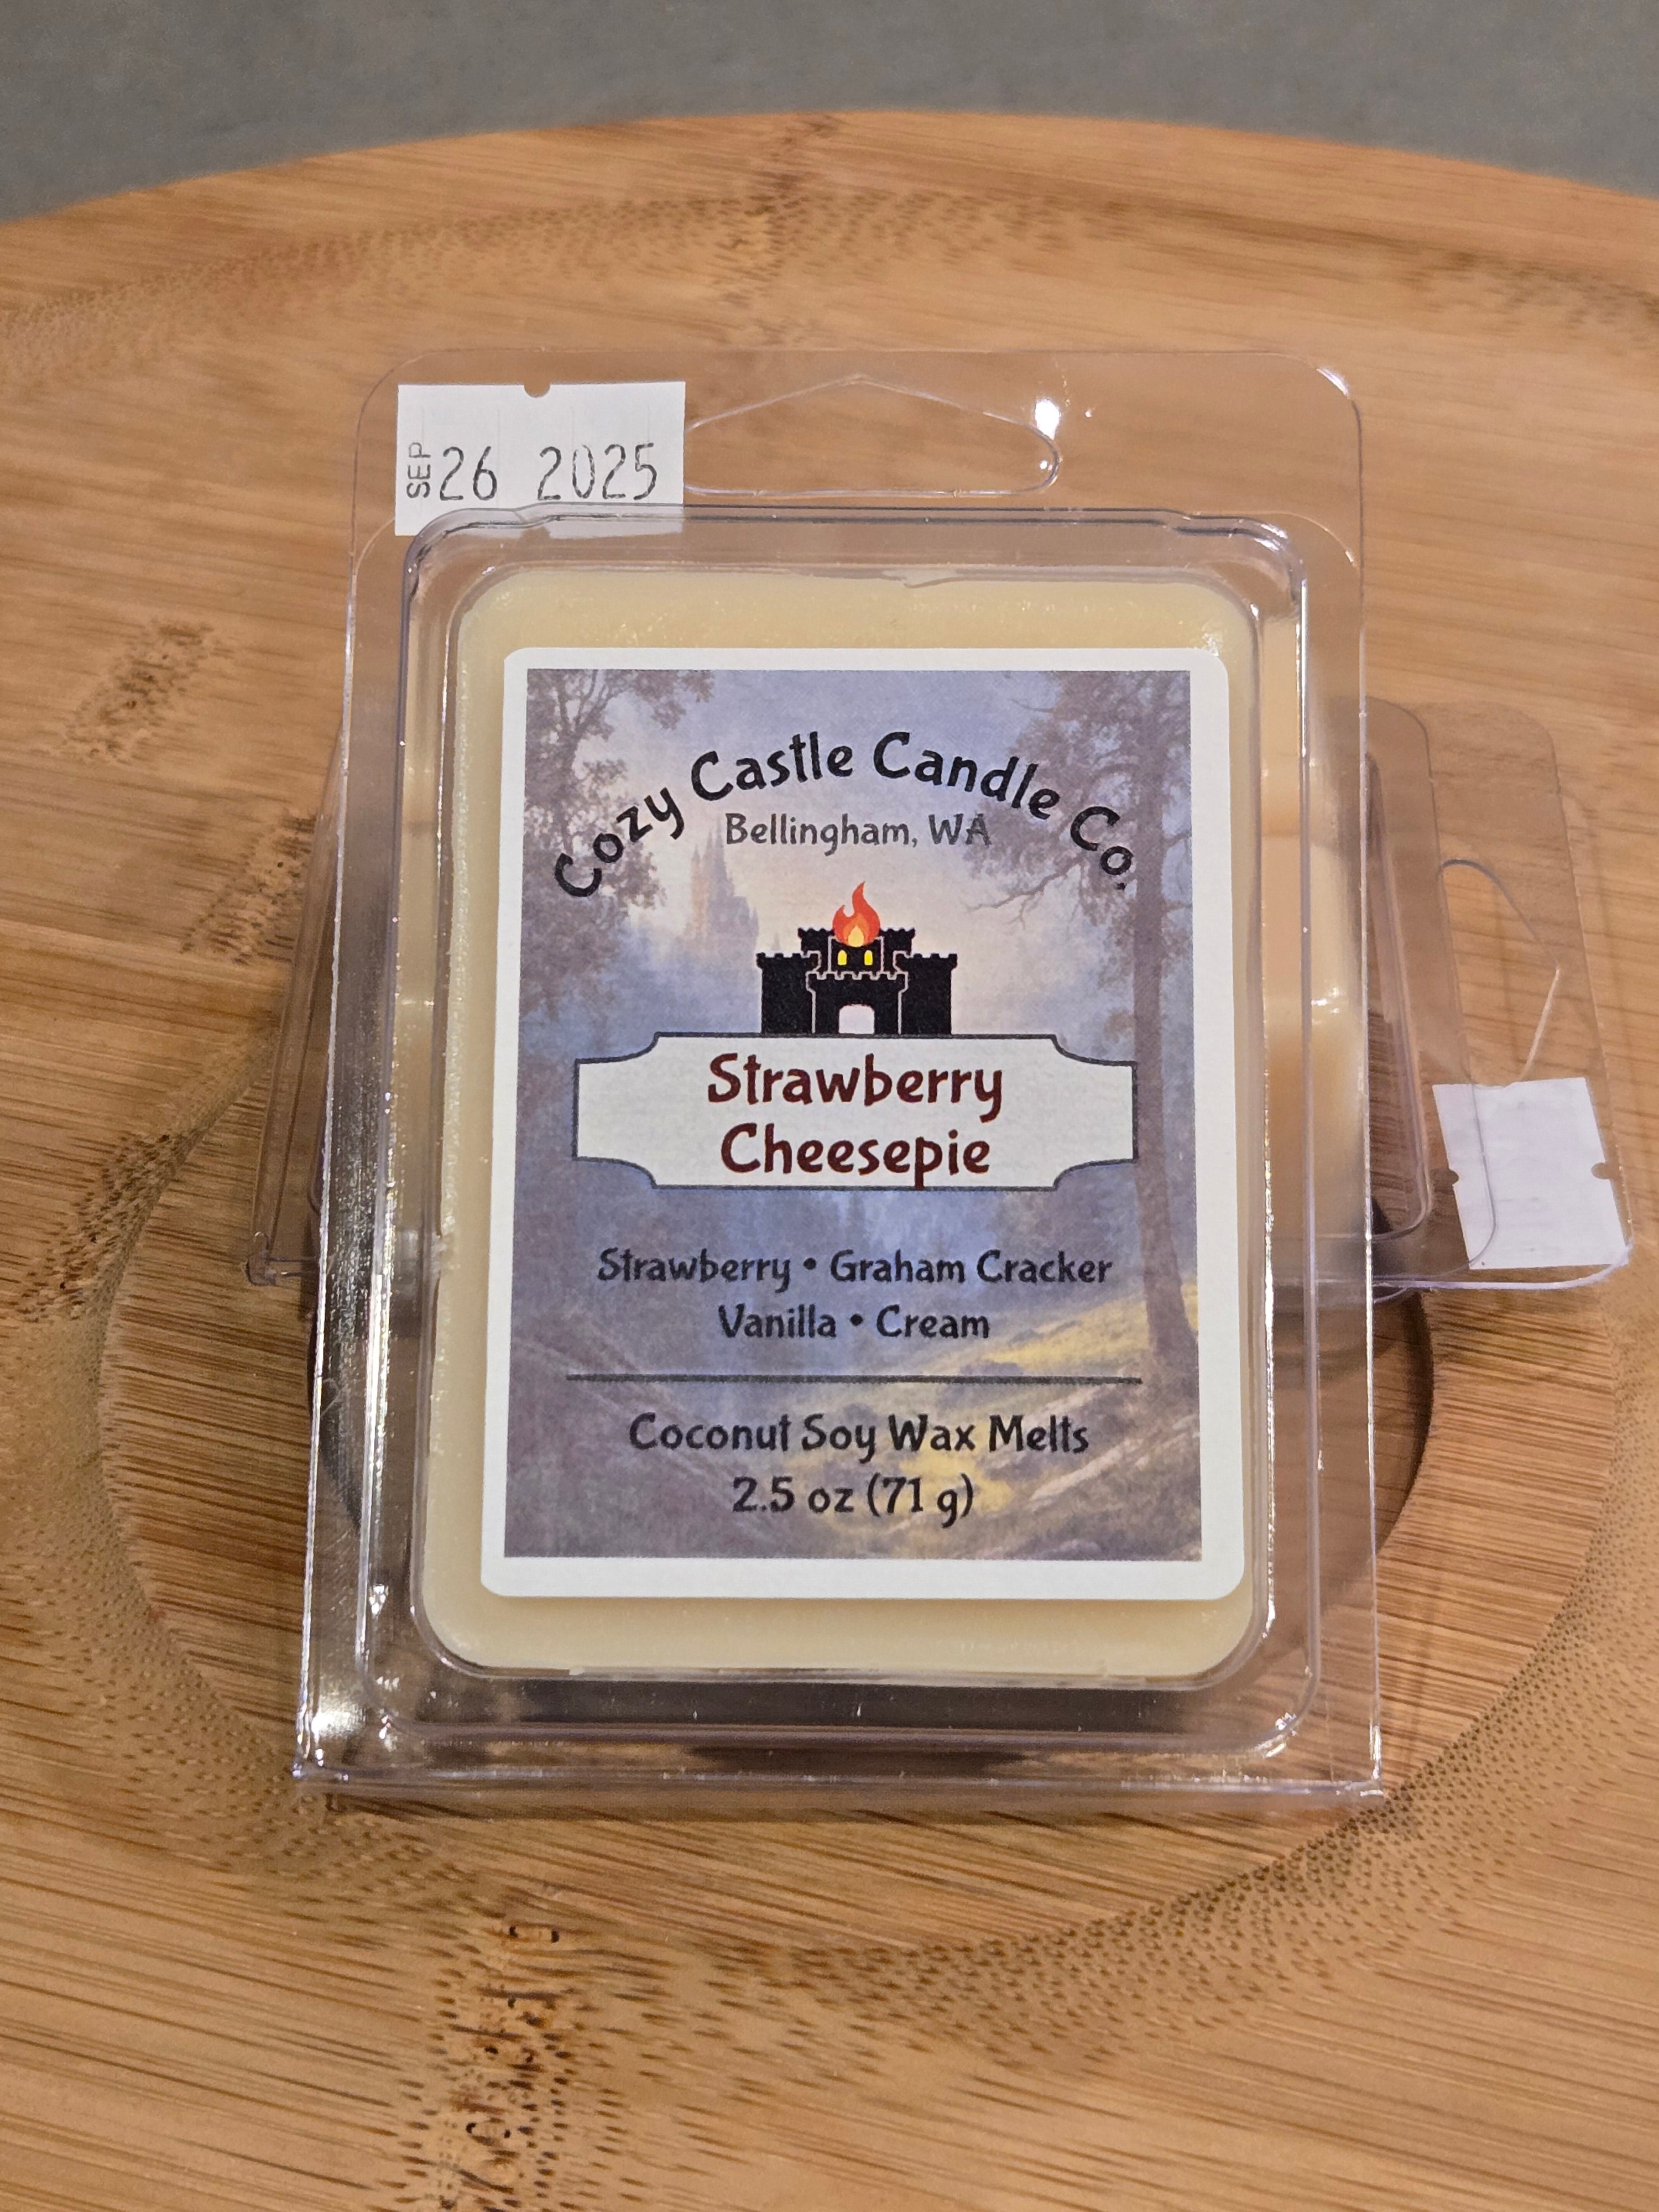 SEP 26 2025
Cozy Castle Candle Co.
Bellingham, WA
Strawberry
Cheesepie
Strawberry • Graham Cracker
Vanilla • Cream
Coconut Soy Wax Melts
2.5 oz (71 g)